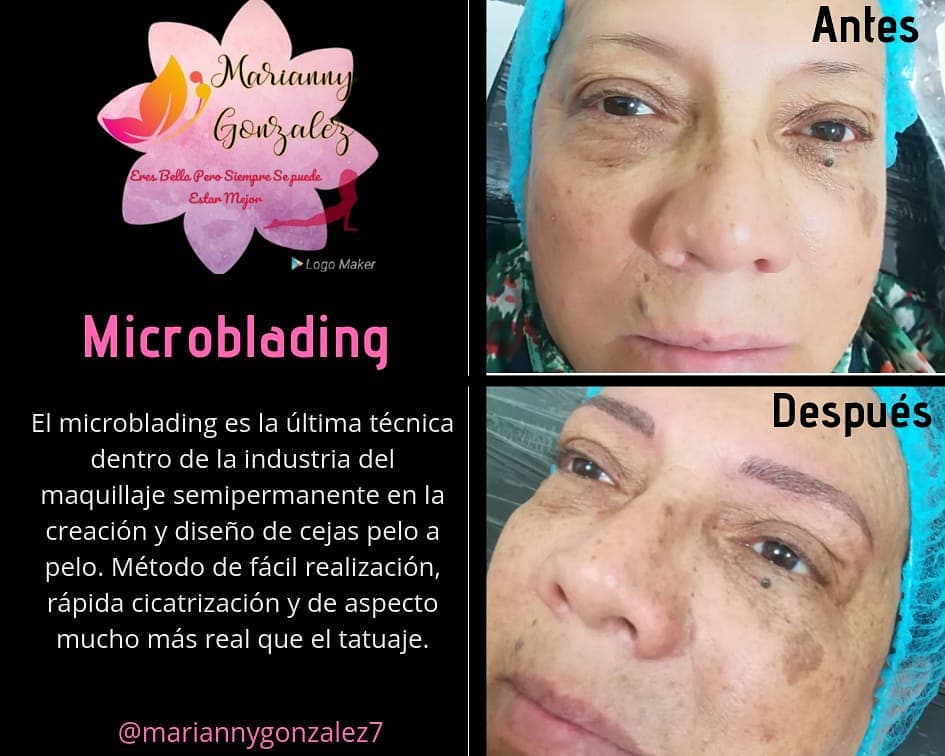 Marianny
Gonzalez
Eres Bella Pero Siempre Se puede
Estar Mejor
Logo Maker
Microblading
El microblading es la última técnica
dentro de la industria del
maquillaje semipermanente en la
creación y diseño de cejas pelo a
pelo. Método de fácil realización,
rápida cicatrización y de aspecto
mucho más real que el tatuaje.
@mariannygonzalez7
Antes
Después